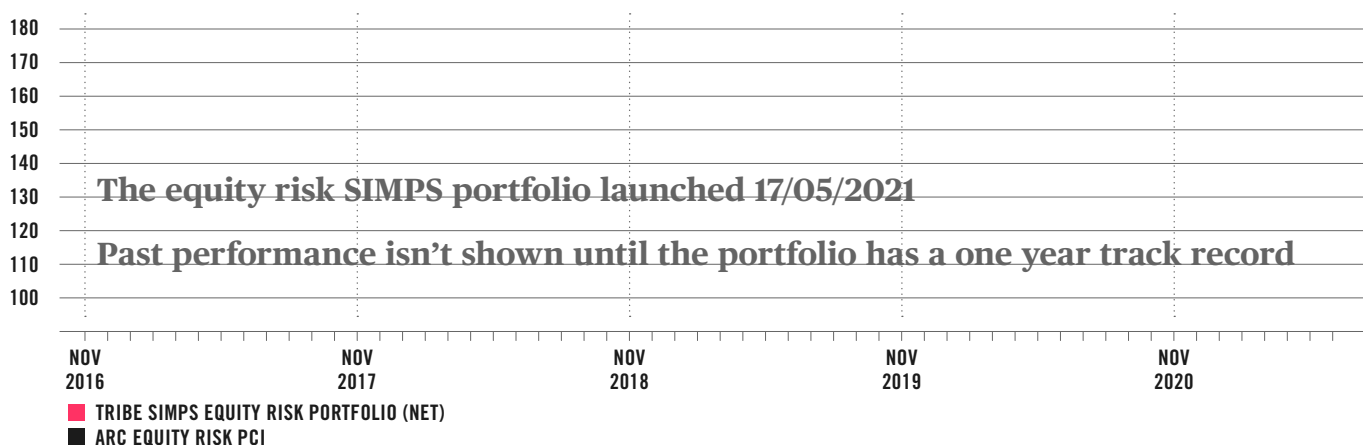 180
170
160
150
140
130
120
110
100
The equity risk SIMPS portfolio launched 17/05/2021
Past performance isn't shown until the portfolio has a one year track record
NOV NOV NOV NOV NOV
2016 2017 2018 2019 2020
TRIBE SIMPS EQUITY RISK PORTFOLIO (NET)
ARC EQUITY RISK PCI